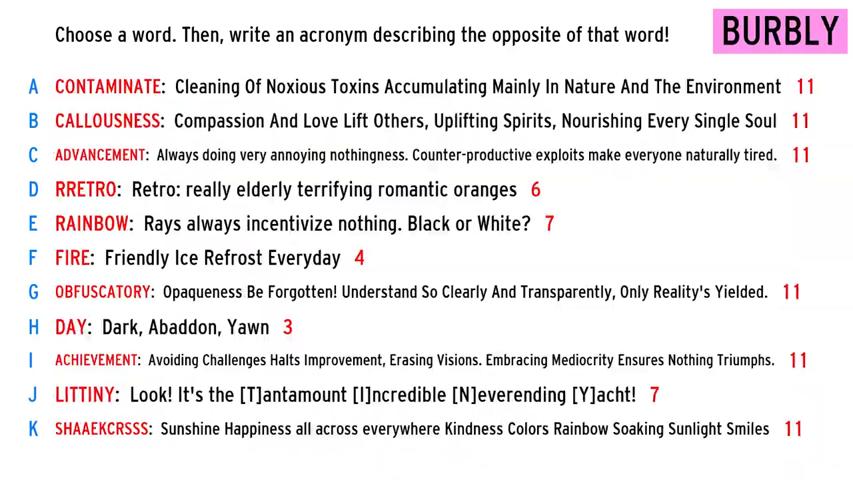 Choose a word. Then, write an acronym describing the opposite of that word!
BURBLY
A CONTAMINATE: Cleaning Of Noxious Toxins Accumulating Mainly In Nature And The Environment 11
B CALLOUSNESS: Compassion And Love Lift Others, Uplifting Spirits, Nourishing Every Single Soul 11
C ADVANCEMENT: Always doing very annoying nothingness. Counter-productive exploits make everyone naturally tired. 11
D RRETRO: Retro: really elderly terrifying romantic oranges 6
E RAINBOW: Rays always incentivize nothing. Black or White? 7
F FIRE: Friendly Ice Refrost Everyday 4
G OBFUSCATORY: Opaqueness Be Forgotten! Understand So Clearly And Transparently, Only Reality's Yielded. 11
H DAY: Dark, Abaddon, Yawn 3
I ACHIEVEMENT: Avoiding Challenges Halts Improvement, Erasing Visions. Embracing Mediocrity Ensures Nothing Triumphs. 11
J LITTINY: Look! It's the [T]antamount [I]ncredible [N]everending [Y]acht! 7
K SHAAEKCRSSS: Sunshine Happiness all across everywhere Kindness Colors Rainbow Soaking Sunlight Smiles 11